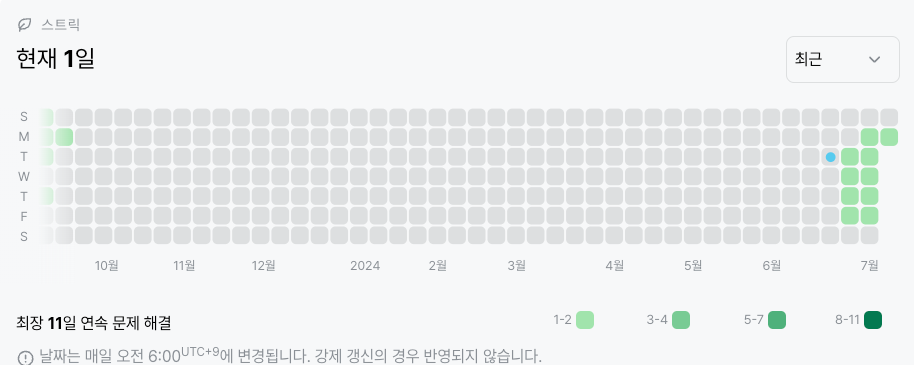 스트릭
현재 1일
최근
S
M
T
W
T
F
S
10월 11월 12월 2024 2월 3월 4월 5월 6월 7월
최장 11일 연속 문제 해결
1-2 3-4 5-7 8-11
날짜는 매일 오전 6:00UTC+9에 변경됩니다. 강제 갱신의 경우 반영되지 않습니다.